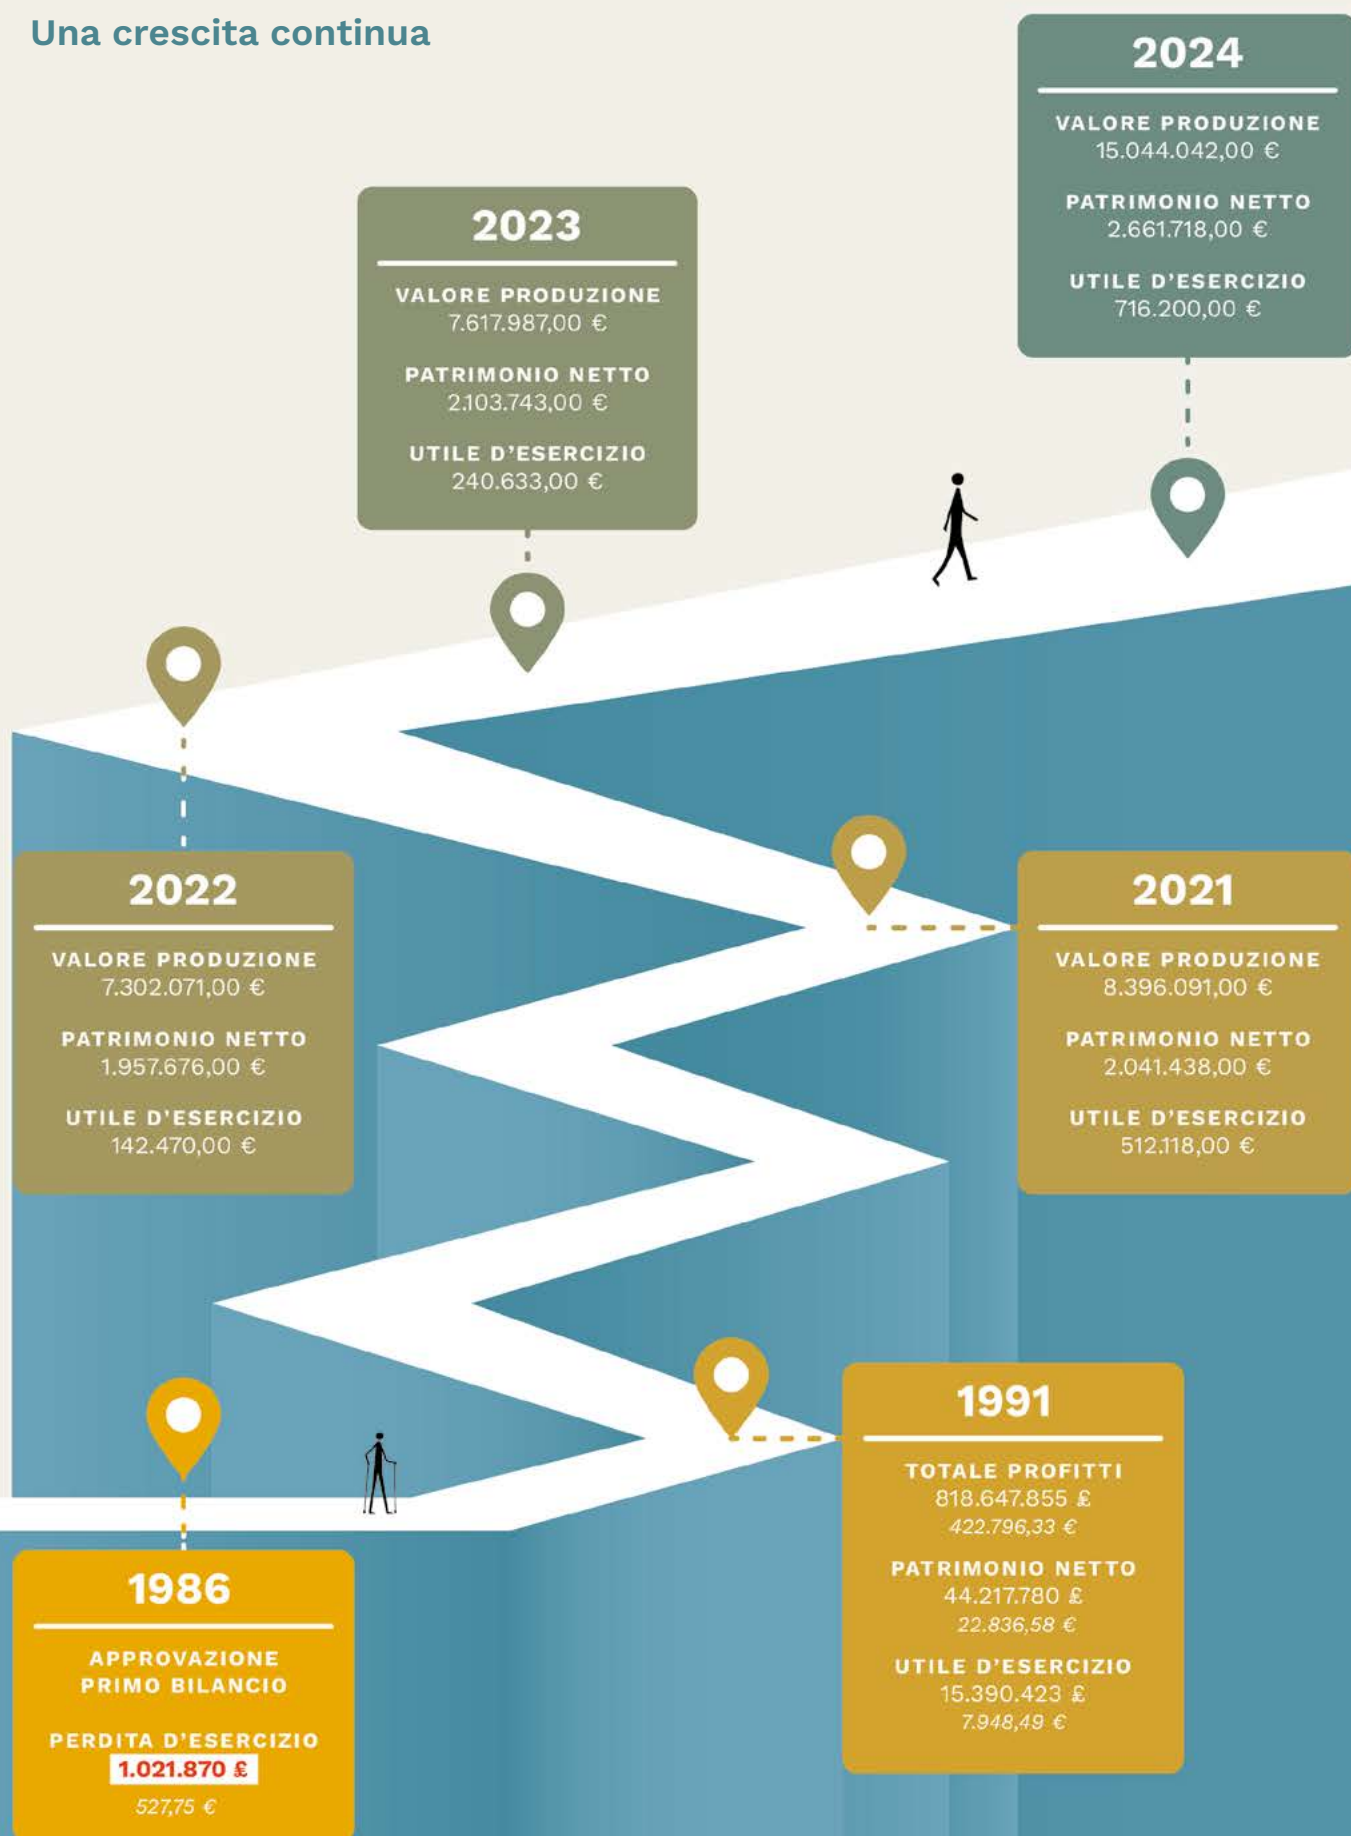 Una crescita continua
2024
VALORE PRODUZIONE
15.044.042,00 €
PATRIMONIO NETTO
2.661.718,00 €
UTILE D'ESERCIZIO
716.200,00 €
2023
VALORE PRODUZIONE
7.617.987,00 €
PATRIMONIO NETTO
2.103.743,00 €
UTILE D'ESERCIZIO
240.633,00 €
2022
VALORE PRODUZIONE
7.302.071,00 €
PATRIMONIO NETTO
1.957.676,00 €
UTILE D'ESERCIZIO
142.470,00 €
2021
VALORE PRODUZIONE
8.396.091,00 €
PATRIMONIO NETTO
2.041.438,00 €
UTILE D'ESERCIZIO
512.118,00 €
1991
TOTALE PROFITTI
818.647.855 ₤
422.796,33 €
PATRIMONIO NETTO
44.217.780 ₤
22.836,58 €
UTILE D'ESERCIZIO
15.390.423 ₤
7.948,49 €
1986
APPROVAZIONE
PRIMO BILANCIO
PERDITA D'ESERCIZIO
1.021.870 ₤
527,75 €